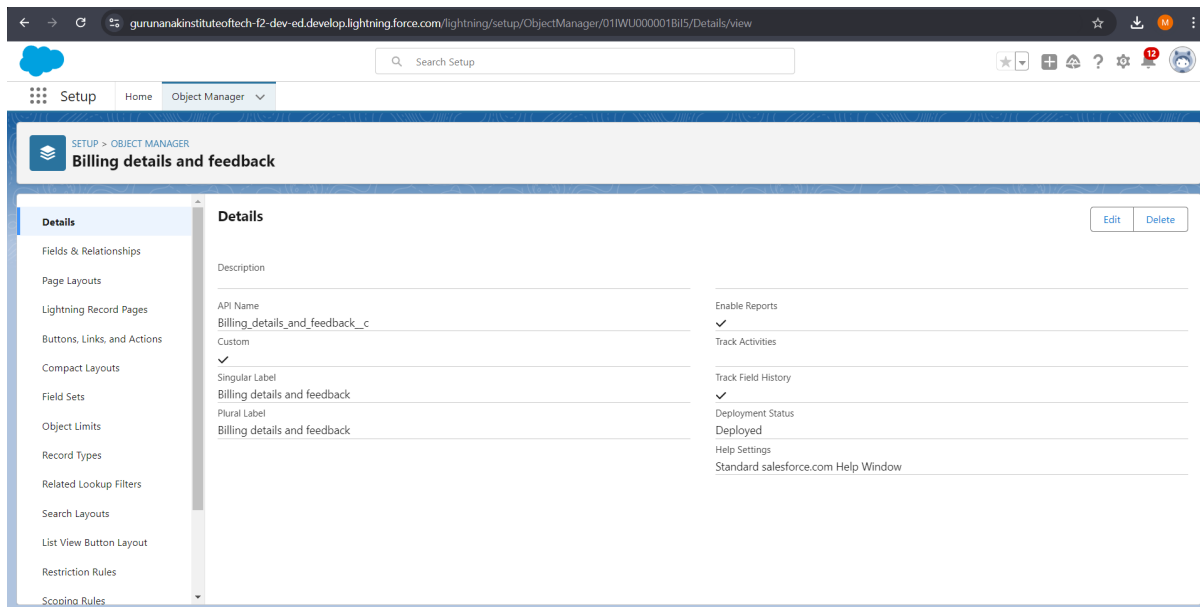 gurunanakinstituteoftech-f2-dev-ed.develop.lightning.force.com/lightning/setup/ObjectManager/01IWU000001BiI5/Details/view
M
Search Setup
12
Setup
Home
Object Manager
SETUP > OBJECT MANAGER
Billing details and feedback
Details
Fields & Relationships
Page Layouts
Lightning Record Pages
Buttons, Links, and Actions
Compact Layouts
Field Sets
Object Limits
Record Types
Related Lookup Filters
Search Layouts
List View Button Layout
Restriction Rules
Scoping Rules
Details
Edit
Delete
Description
API Name
Billing_details_and_feedback__c
Custom
Singular Label
Billing details and feedback
Plural Label
Billing details and feedback
Enable Reports
Track Activities
Track Field History
Deployment Status
Deployed
Help Settings
Standard salesforce.com Help Window